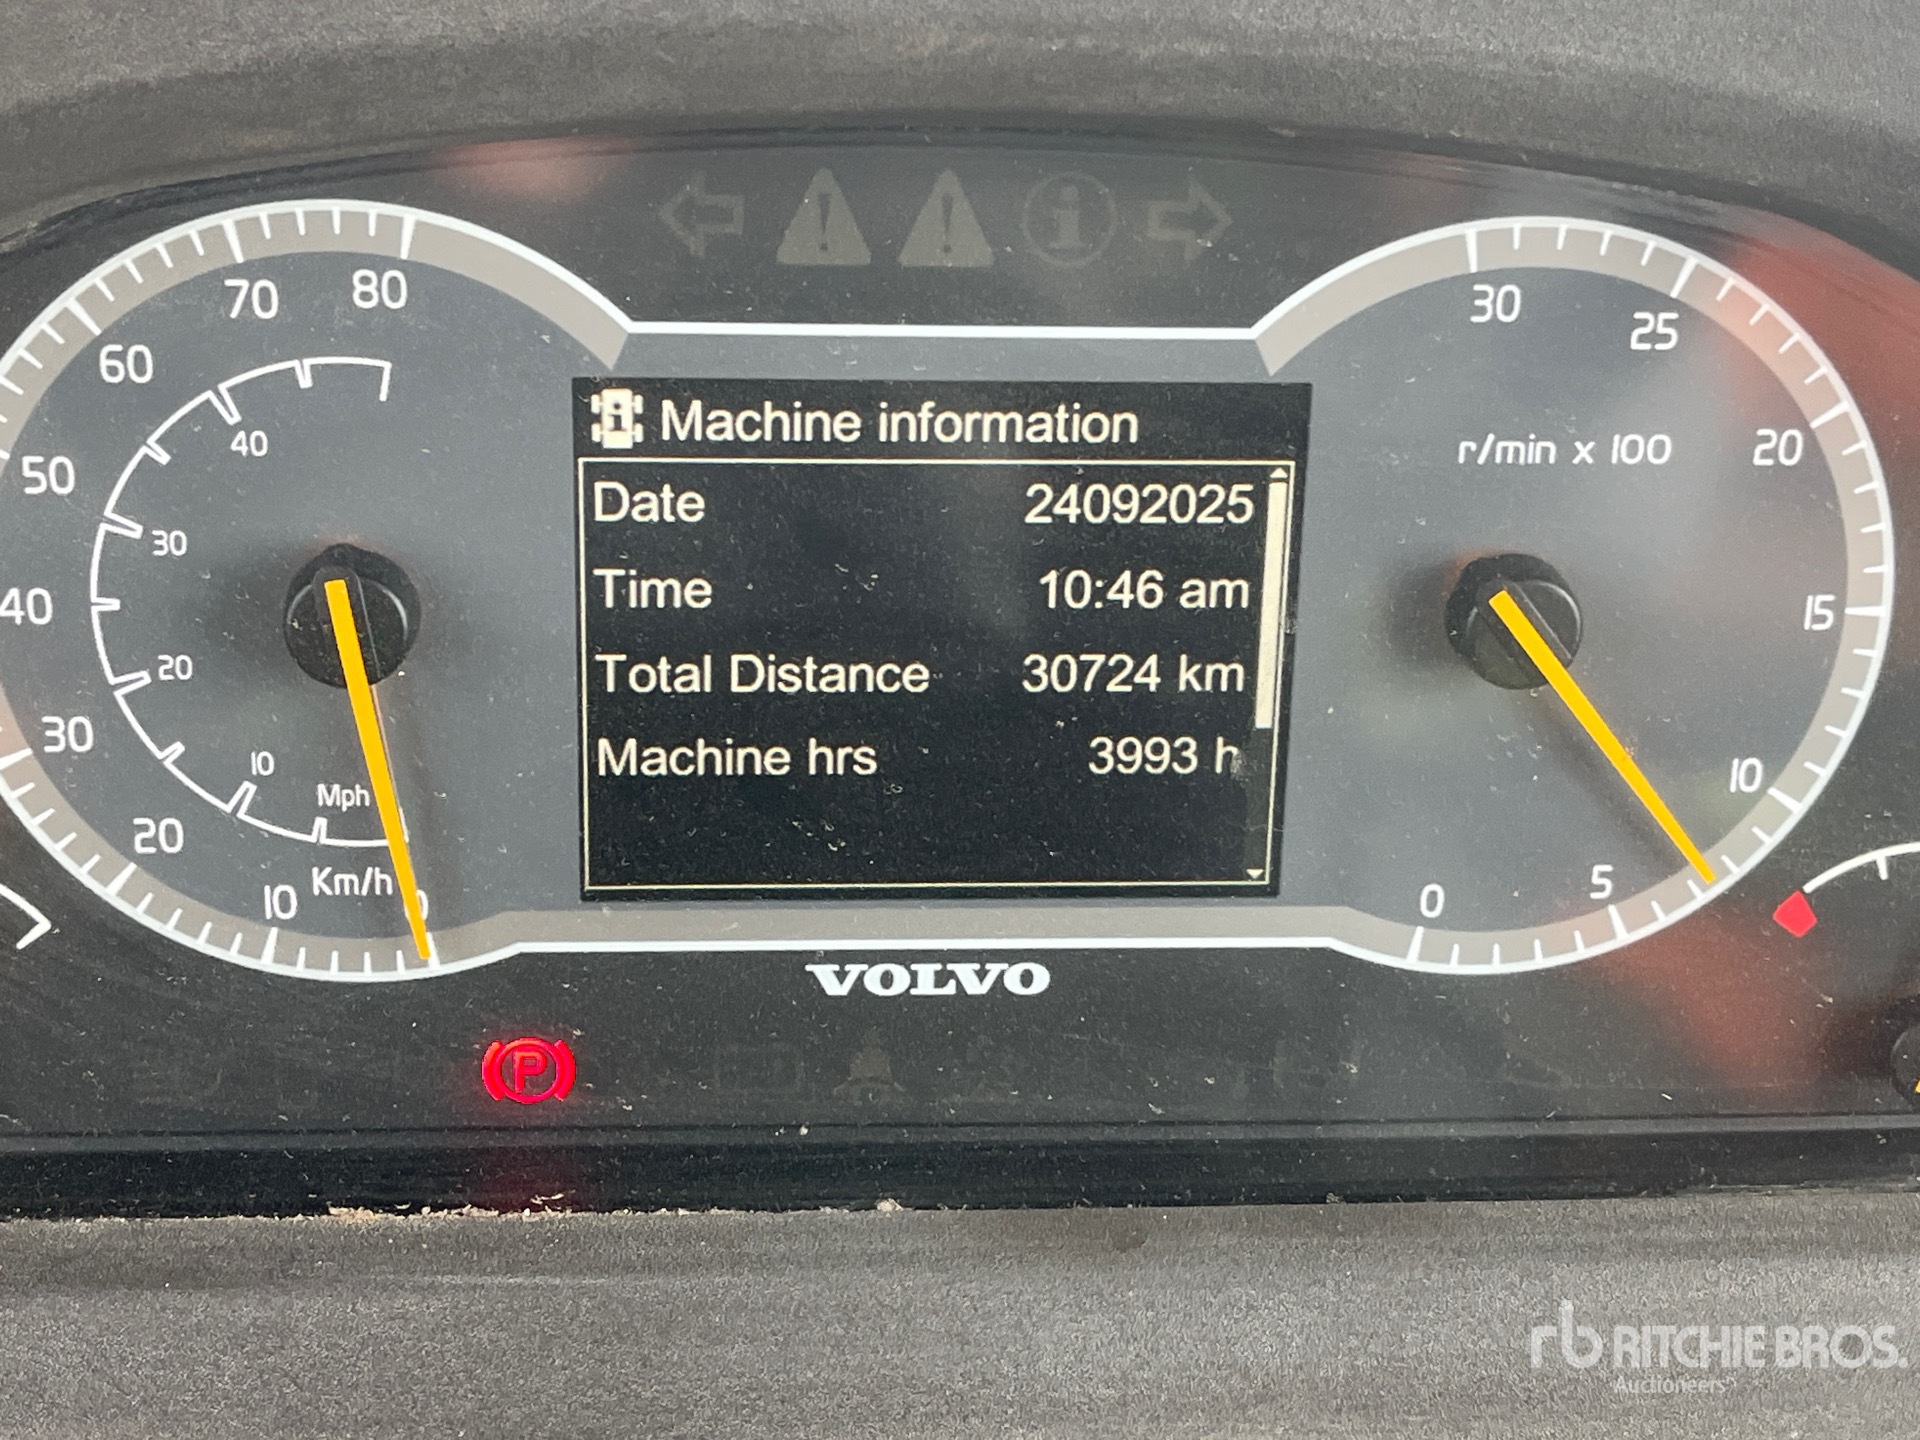 80
70
60
50
40
30
20
10
0
40
30
20
10
Mph
Km/h
Machine information
Date 24092025
Time 10:46 am
Total Distance 30724 km
Machine hrs 3993 h
30
25
20
15
10
5
0
r/min x 100
VOLVO
P
rb RITCHIE BROS.
Auctioneers